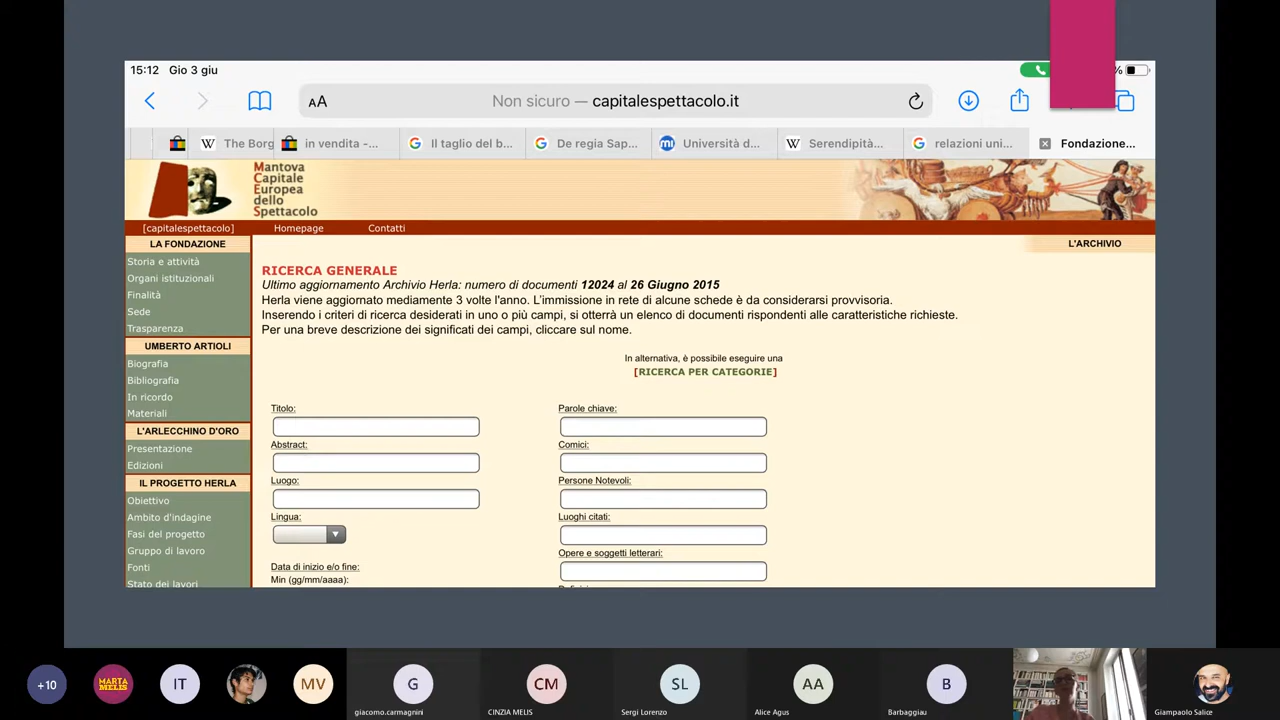 15:12 Gio 3 giu
%
AA
Non sicuro — capitalespettacolo.it
The Borg
in vendita -...
Il taglio del b...
De regia Sap...
Università d...
Serendipità...
relazioni uni...
Fondazione...
Mantova
Capitale
Europea
dello
Spettacolo
[capitalespettacolo] Homepage Contatti
LA FONDAZIONE
Storia e attività
Organi istituzionali
Finalità
Sede
Trasparenza
UMBERTO ARTIOLI
Biografia
Bibliografia
In ricordo
Materiali
L'ARLECCHINO D'ORO
Presentazione
Edizioni
IL PROGETTO HERLA
Obiettivo
Ambito d'indagine
Fasi del progetto
Gruppo di lavoro
Fonti
Stato dei lavori
L'ARCHIVIO
RICERCA GENERALE
Ultimo aggiornamento Archivio Herla: numero di documenti 12024 al 26 Giugno 2015
Herla viene aggiornato mediamente 3 volte l'anno. L'immissione in rete di alcune schede è da considerarsi provvisoria.
Inserendo i criteri di ricerca desiderati in uno o più campi, si otterrà un elenco di documenti rispondenti alle caratteristiche richieste.
Per una breve descrizione dei significati dei campi, cliccare sul nome.
In alternativa, è possibile eseguire una
[RICERCA PER CATEGORIE]
Titolo:
Abstract:
Luogo:
Lingua:
Data di inizio e/o fine:
Min (gg/mm/aaaa):
Parole chiave:
Comici:
Persone Notevoli:
Luoghi citati:
Opere e soggetti letterari:
+10
MARTA
MELIS
IT
MV
G
giacomo.carmagnini
CM
CINZIA MELIS
SL
Sergi Lorenzo
AA
Alice Agus
B
Barbaggiau
Giampaolo Salice